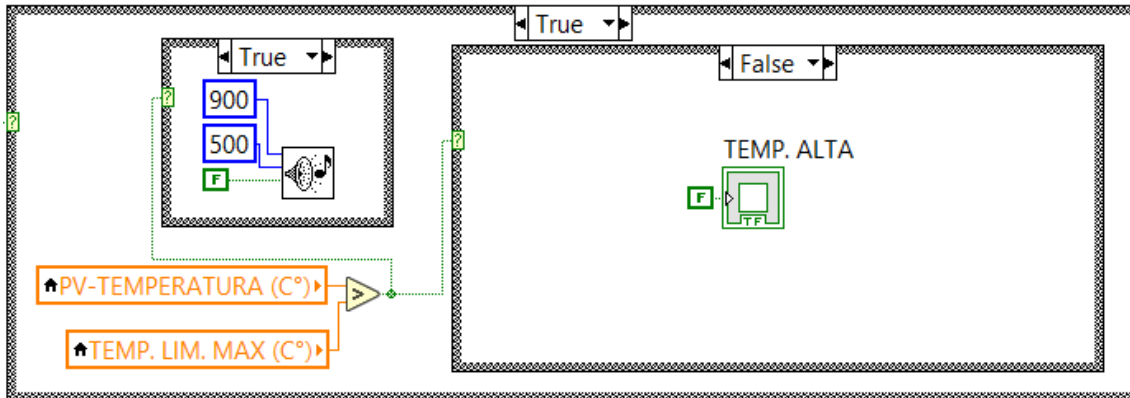 True
True
False
900
500
F
TEMP. ALTA
F
TF
PV-TEMPERATURA (C°)
>
TEMP. LIM. MAX (C°)